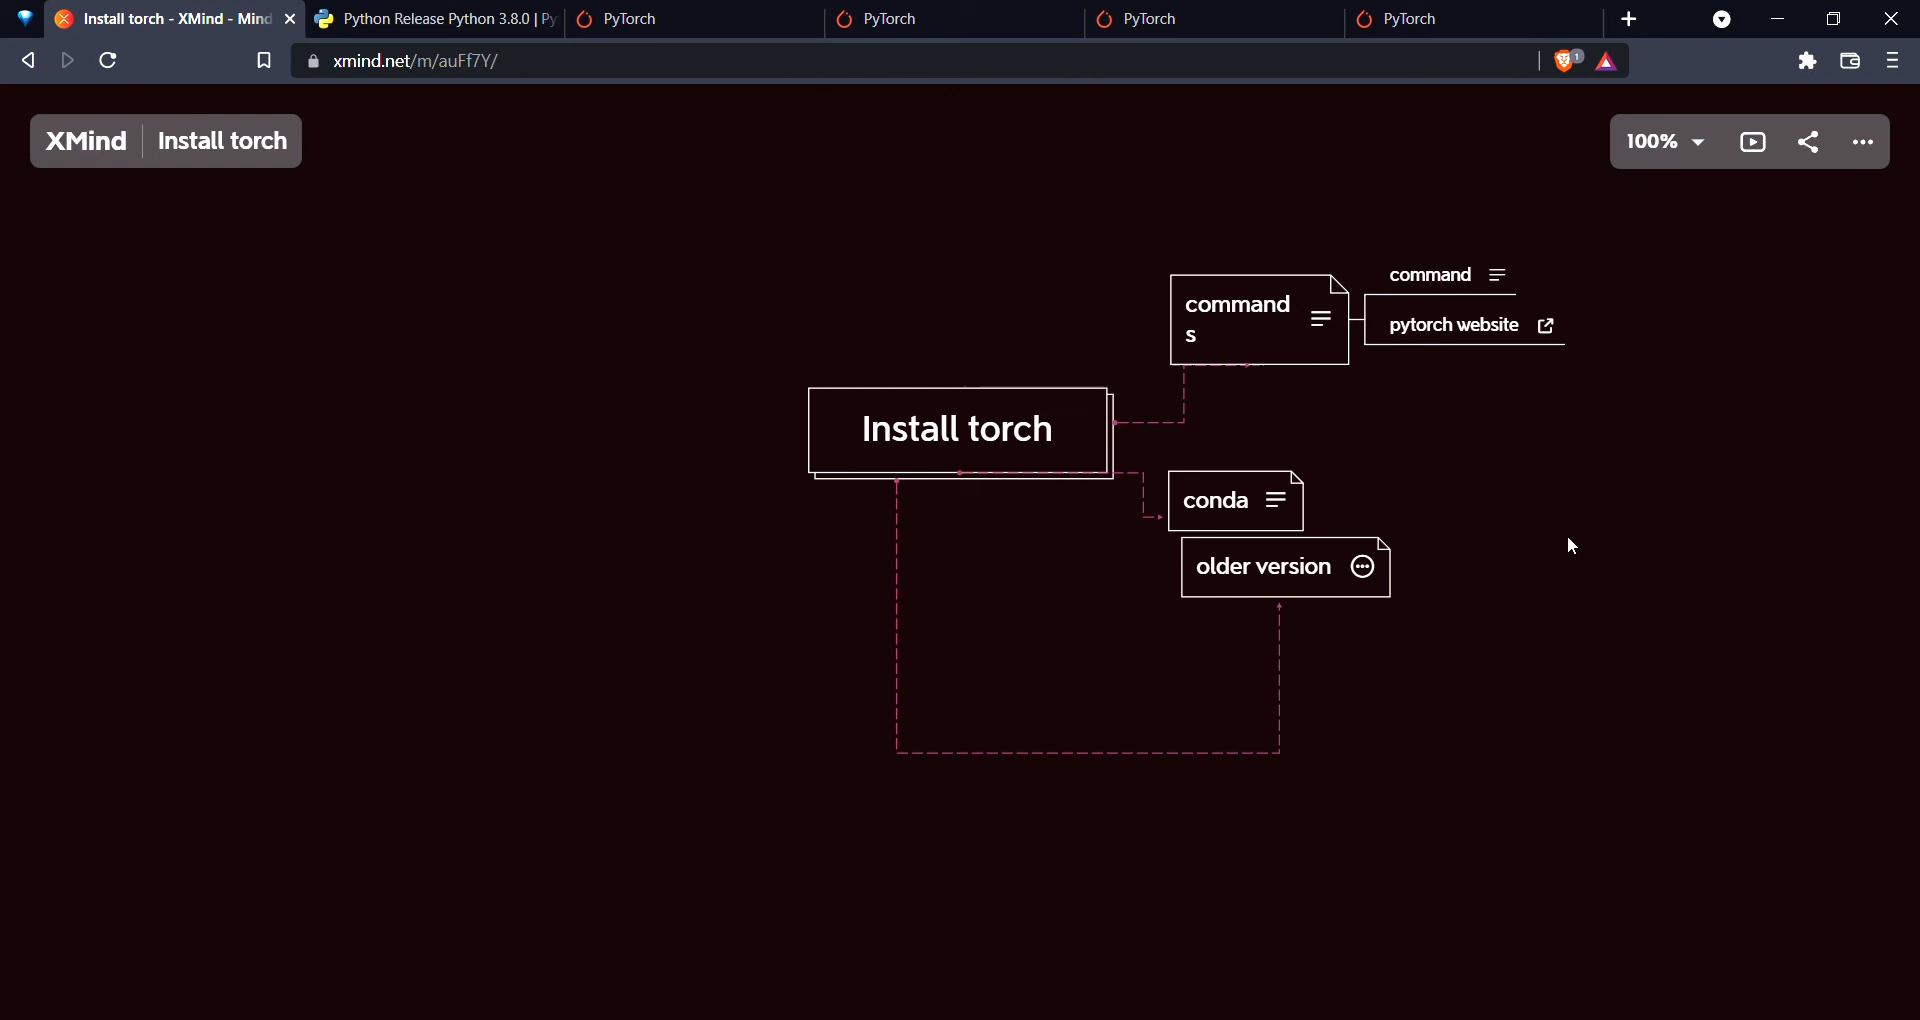 Install torch - XMind - Mind
Python Release Python 3.8.0 | Py
PyTorch
PyTorch
PyTorch
PyTorch
xmind.net/m/auFf7Y/
1
XMind
Install torch
100%
command
command
s
pytorch website
Install torch
conda
older version